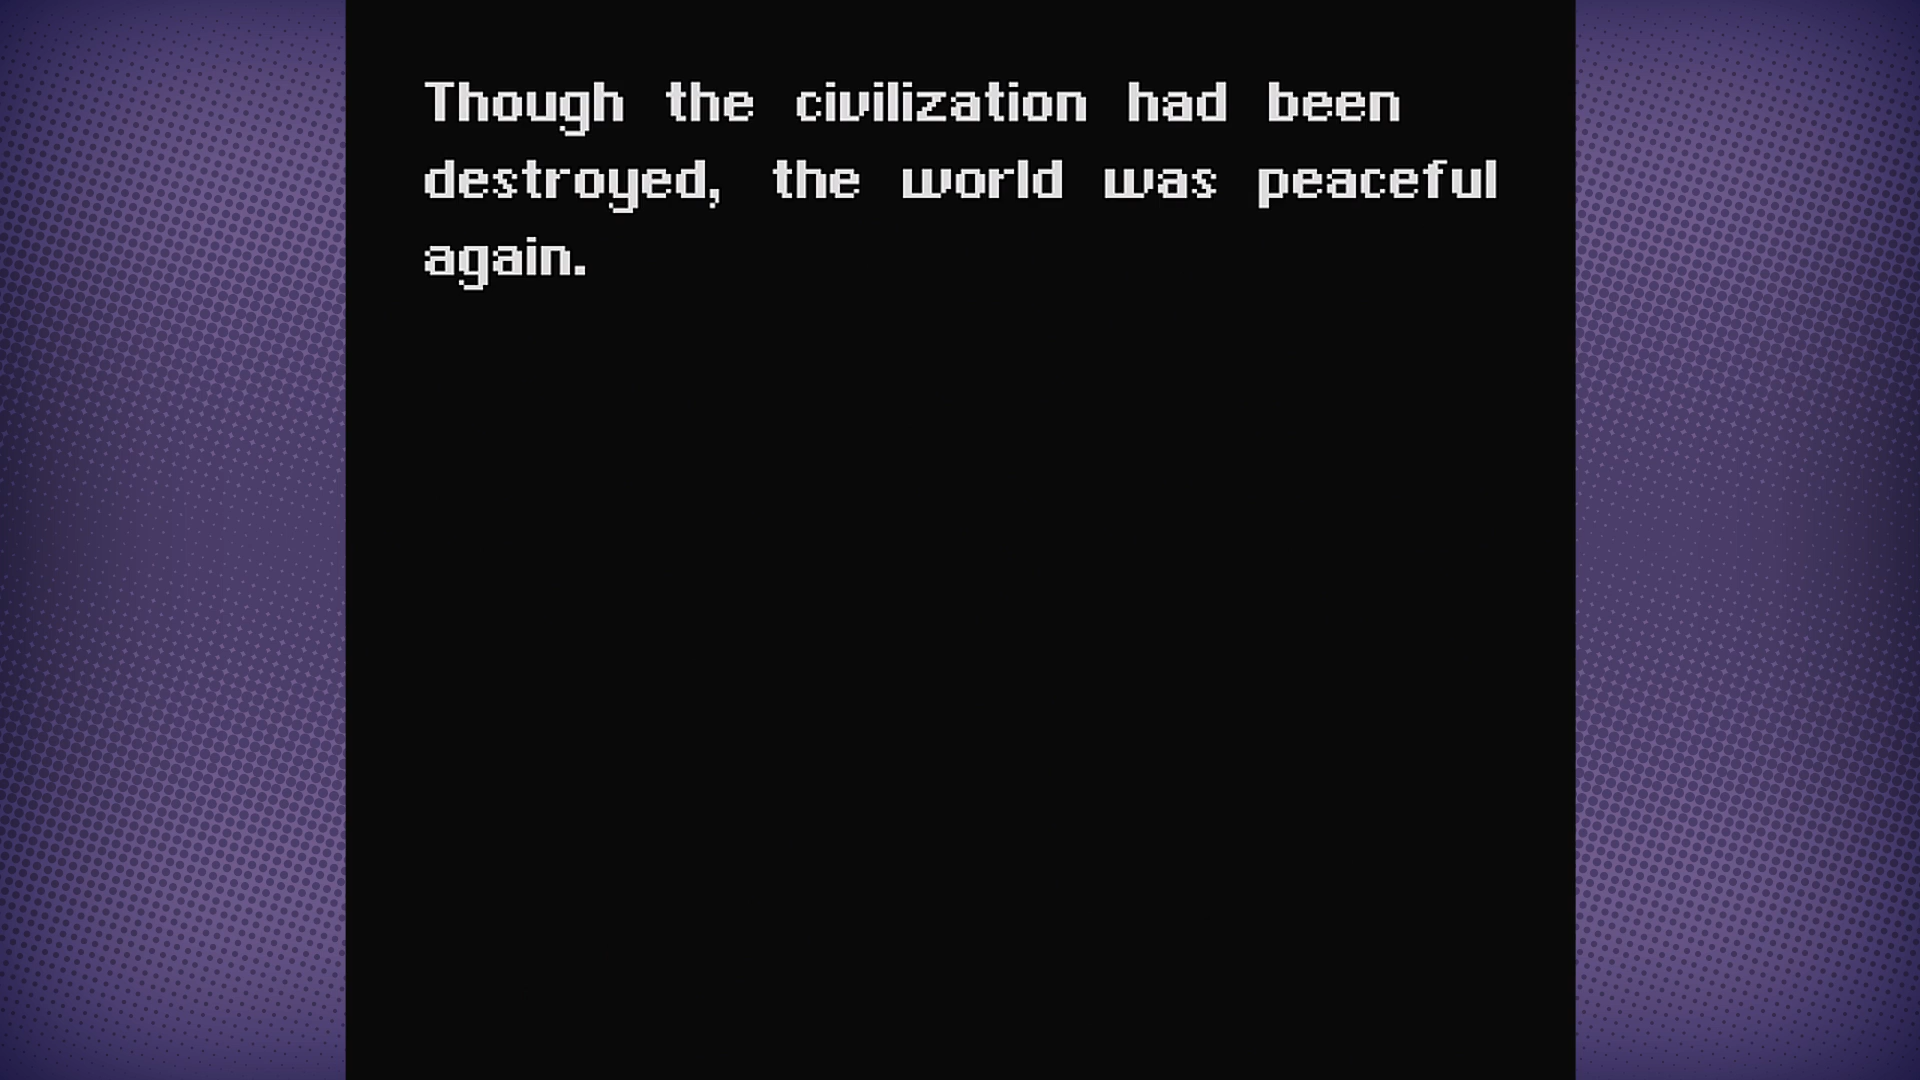 Though the civilization had been
destroyed, the world was peaceful
again.